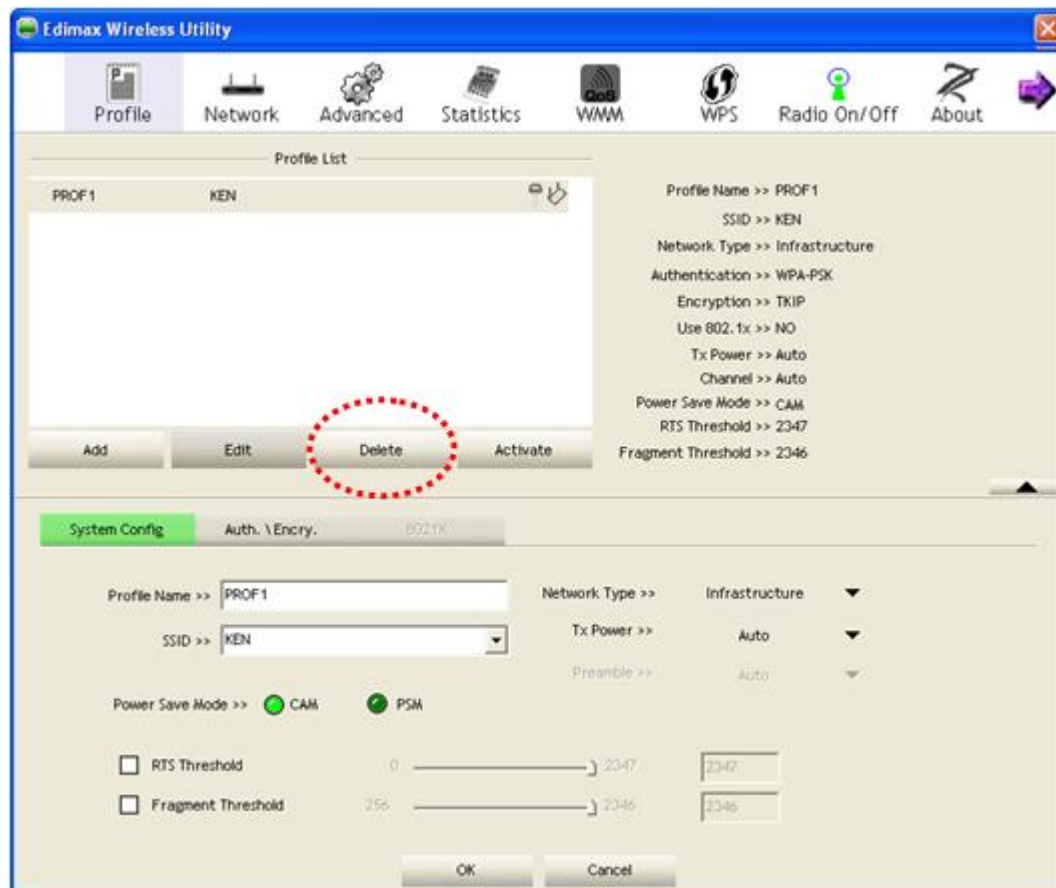 Edimax Wireless Utility
Profile Network Advanced Statistics WMM WPS Radio On/Off About
P
QoS
Profile List
PROF1 KEN
Profile Name >> PROF1
SSID >> KEN
Network Type >> Infrastructure
Authentication >> WPA-PSK
Encryption >> TKIP
Use 802.1x >> NO
Tx Power >> Auto
Channel >> Auto
Power Save Mode >> CAM
RTS Threshold >> 2347
Fragment Threshold >> 2346
Add Edit Delete Activate
System Config Auth. \ Encry. 8021X
Profile Name >> PROF1 Network Type >> Infrastructure
SSID >> KEN Tx Power >> Auto
Preamble >> Auto
Power Save Mode >> CAM PSM
RTS Threshold 0 2347 2347
Fragment Threshold 256 2346 2346
OK Cancel